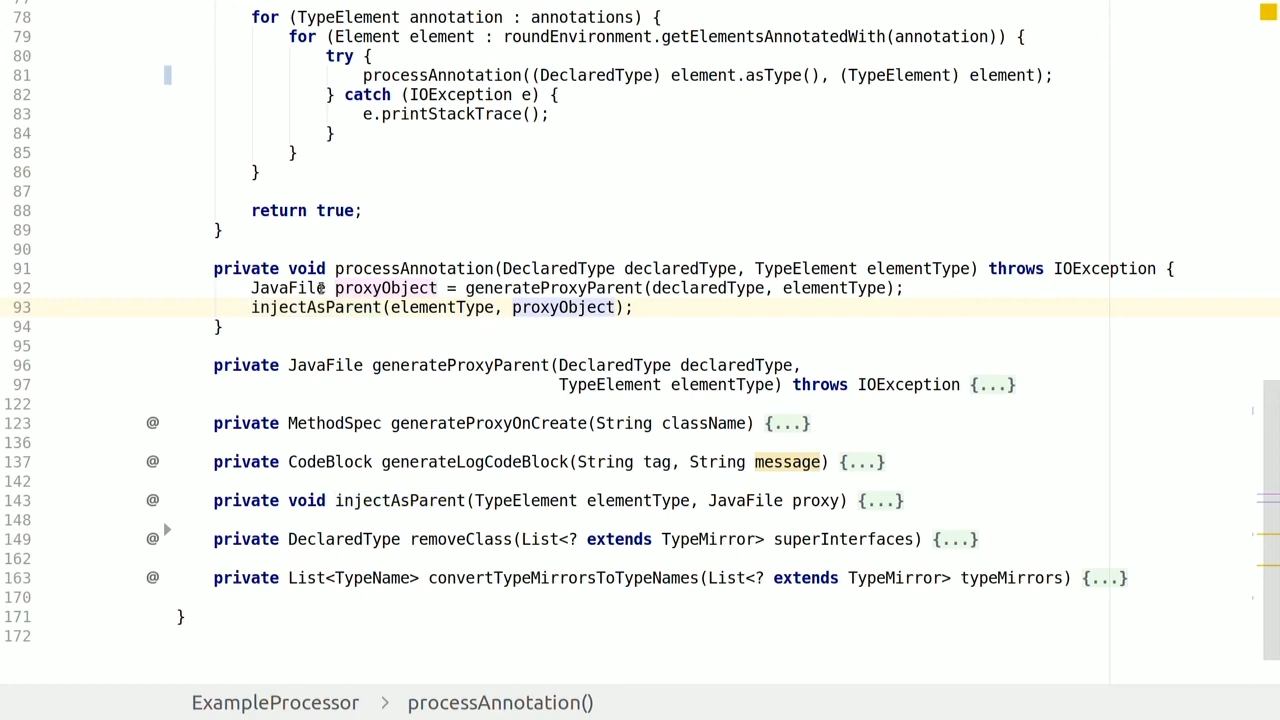 78 for (TypeElement annotation : annotations) {
79 for (Element element : roundEnvironment.getElementsAnnotatedWith(annotation)) {
80 try {
81 processAnnotation((DeclaredType) element.asType(), (TypeElement) element);
82 } catch (IOException e) {
83 e.printStackTrace();
84 }
85 }
86 }
87
88 return true;
89 }
90
91 private void processAnnotation(DeclaredType declaredType, TypeElement elementType) throws IOException {
92 JavaFile proxyObject = generateProxyParent(declaredType, elementType);
93 injectAsParent(elementType, proxyObject);
94 }
95
96 private JavaFile generateProxyParent(DeclaredType declaredType,
97 TypeElement elementType) throws IOException {...}
122
123 @ private MethodSpec generateProxyOnCreate(String className) {...}
136
137 @ private CodeBlock generateLogCodeBlock(String tag, String message) {...}
142
143 @ private void injectAsParent(TypeElement elementType, JavaFile proxy) {...}
148
149 @ private DeclaredType removeClass(List<? extends TypeMirror> superInterfaces) {...}
162
163 @ private List<TypeName> convertTypeMirrorsToTypeNames(List<? extends TypeMirror> typeMirrors) {...}
170
171 }
172
ExampleProcessor > processAnnotation()